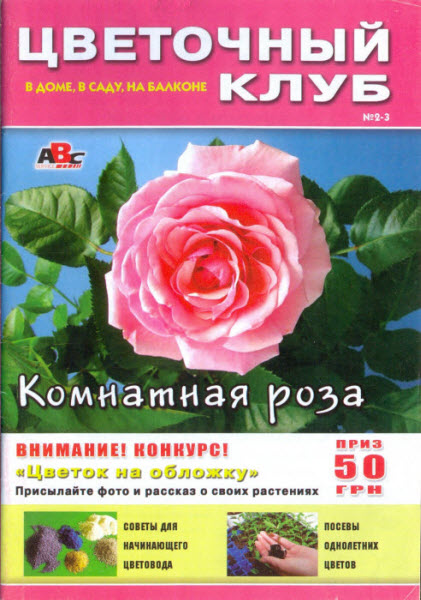 ЦВЕТОЧНЫЙ
В ДОМЕ, В САДУ, НА БАЛКОНЕ
КЛУБ
№2-3
АВС
Комнатная роза
ВНИМАНИЕ! КОНКУРС!
«Цветок на обложку»
Присылайте фото и рассказ о своих растениях
ПРИЗ
50
ГРН
СОВЕТЫ ДЛЯ
НАЧИНАЮЩЕГО
ЦВЕТОВОДА
ПОСЕВЫ
ОДНОЛЕТНИХ
ЦВЕТОВ